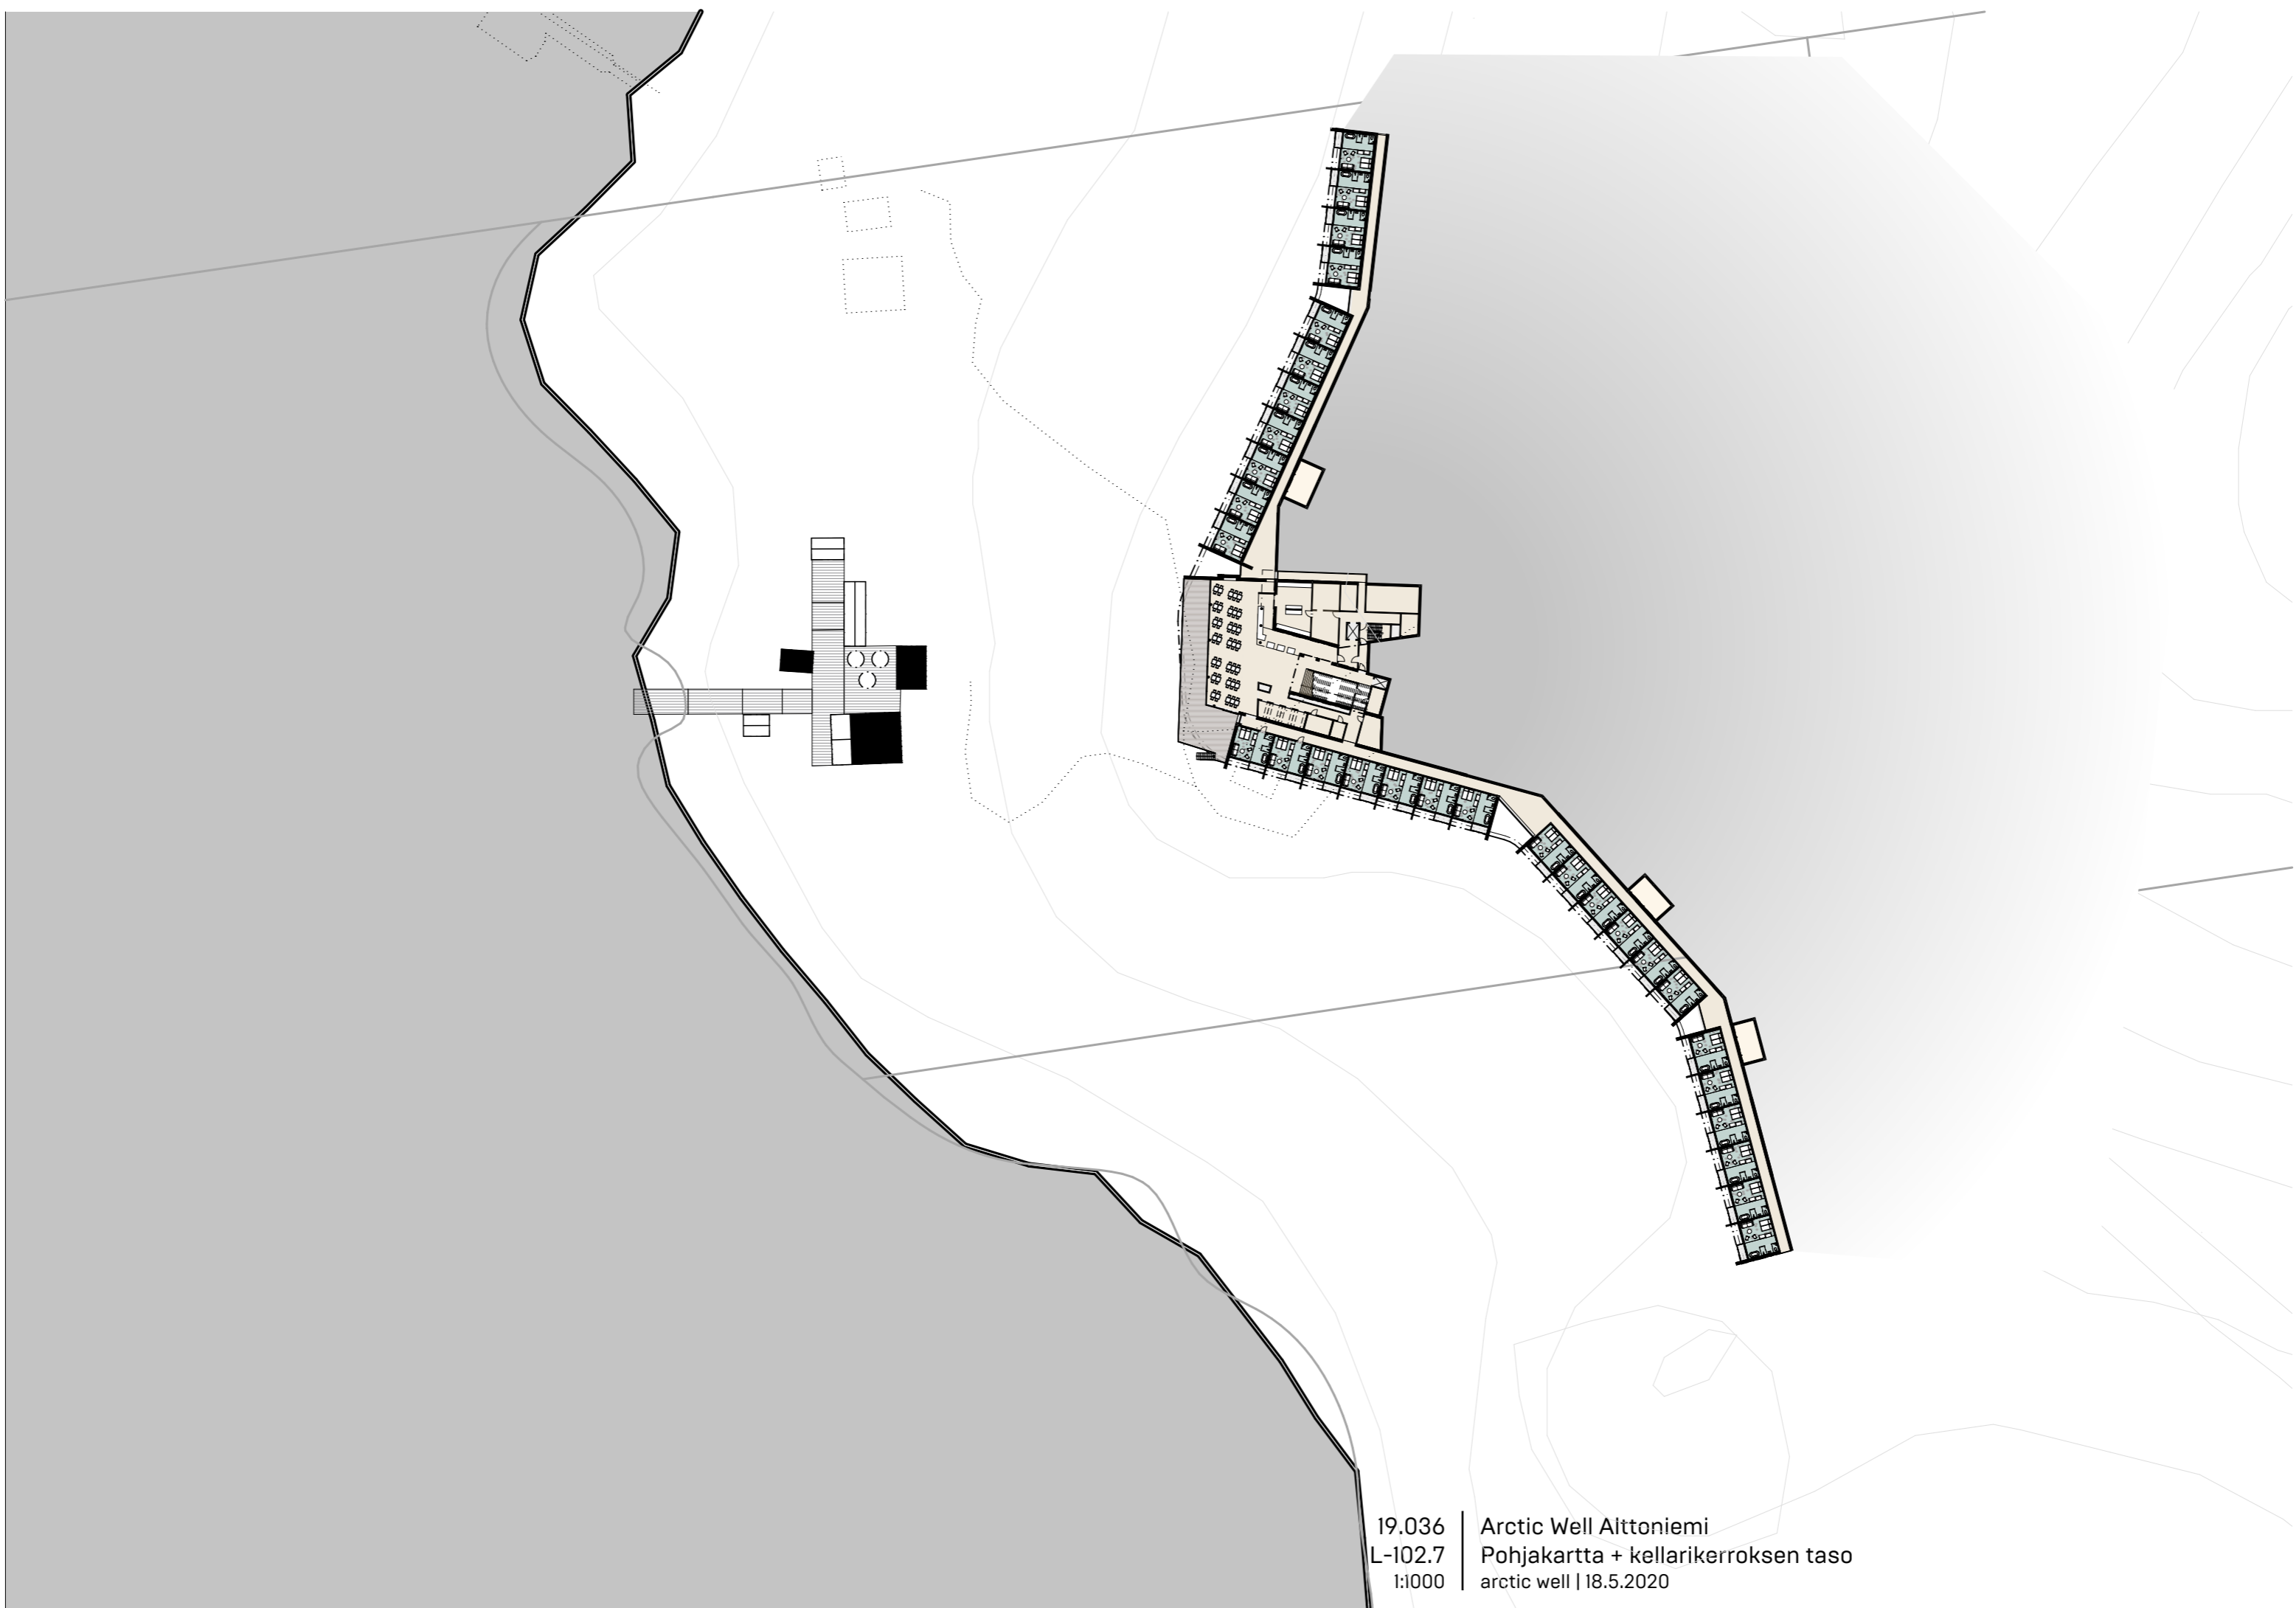 19.036
L-102.7
1:1000
Arctic Well Aittoniemi
Pohjakartta + kellarikerroksen taso
arctic well | 18.5.2020